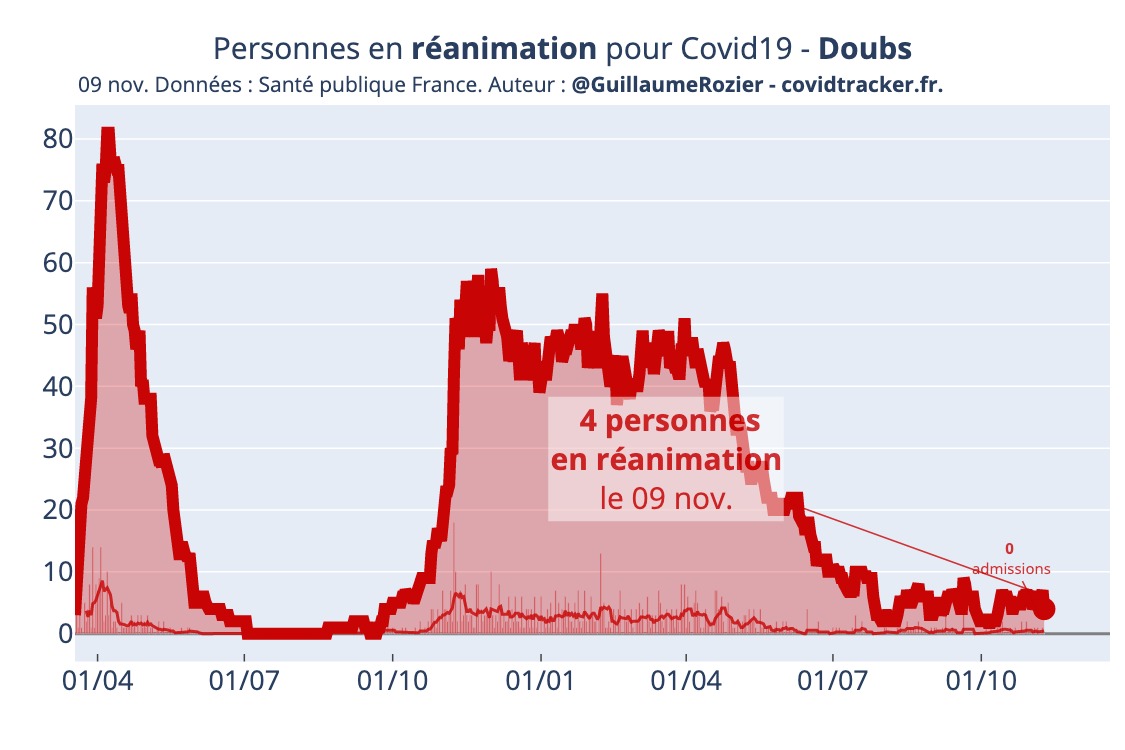 Personnes en réanimation pour Covid19 - Doubs
09 nov. Données : Santé publique France. Auteur : @GuillaumeRozier - covidtracker.fr.
80
70
60
50
40
30
20
10
0
4 personnes
en réanimation
le 09 nov.
0
admissions
01/04
01/07
01/10
01/01
01/04
01/07
01/10